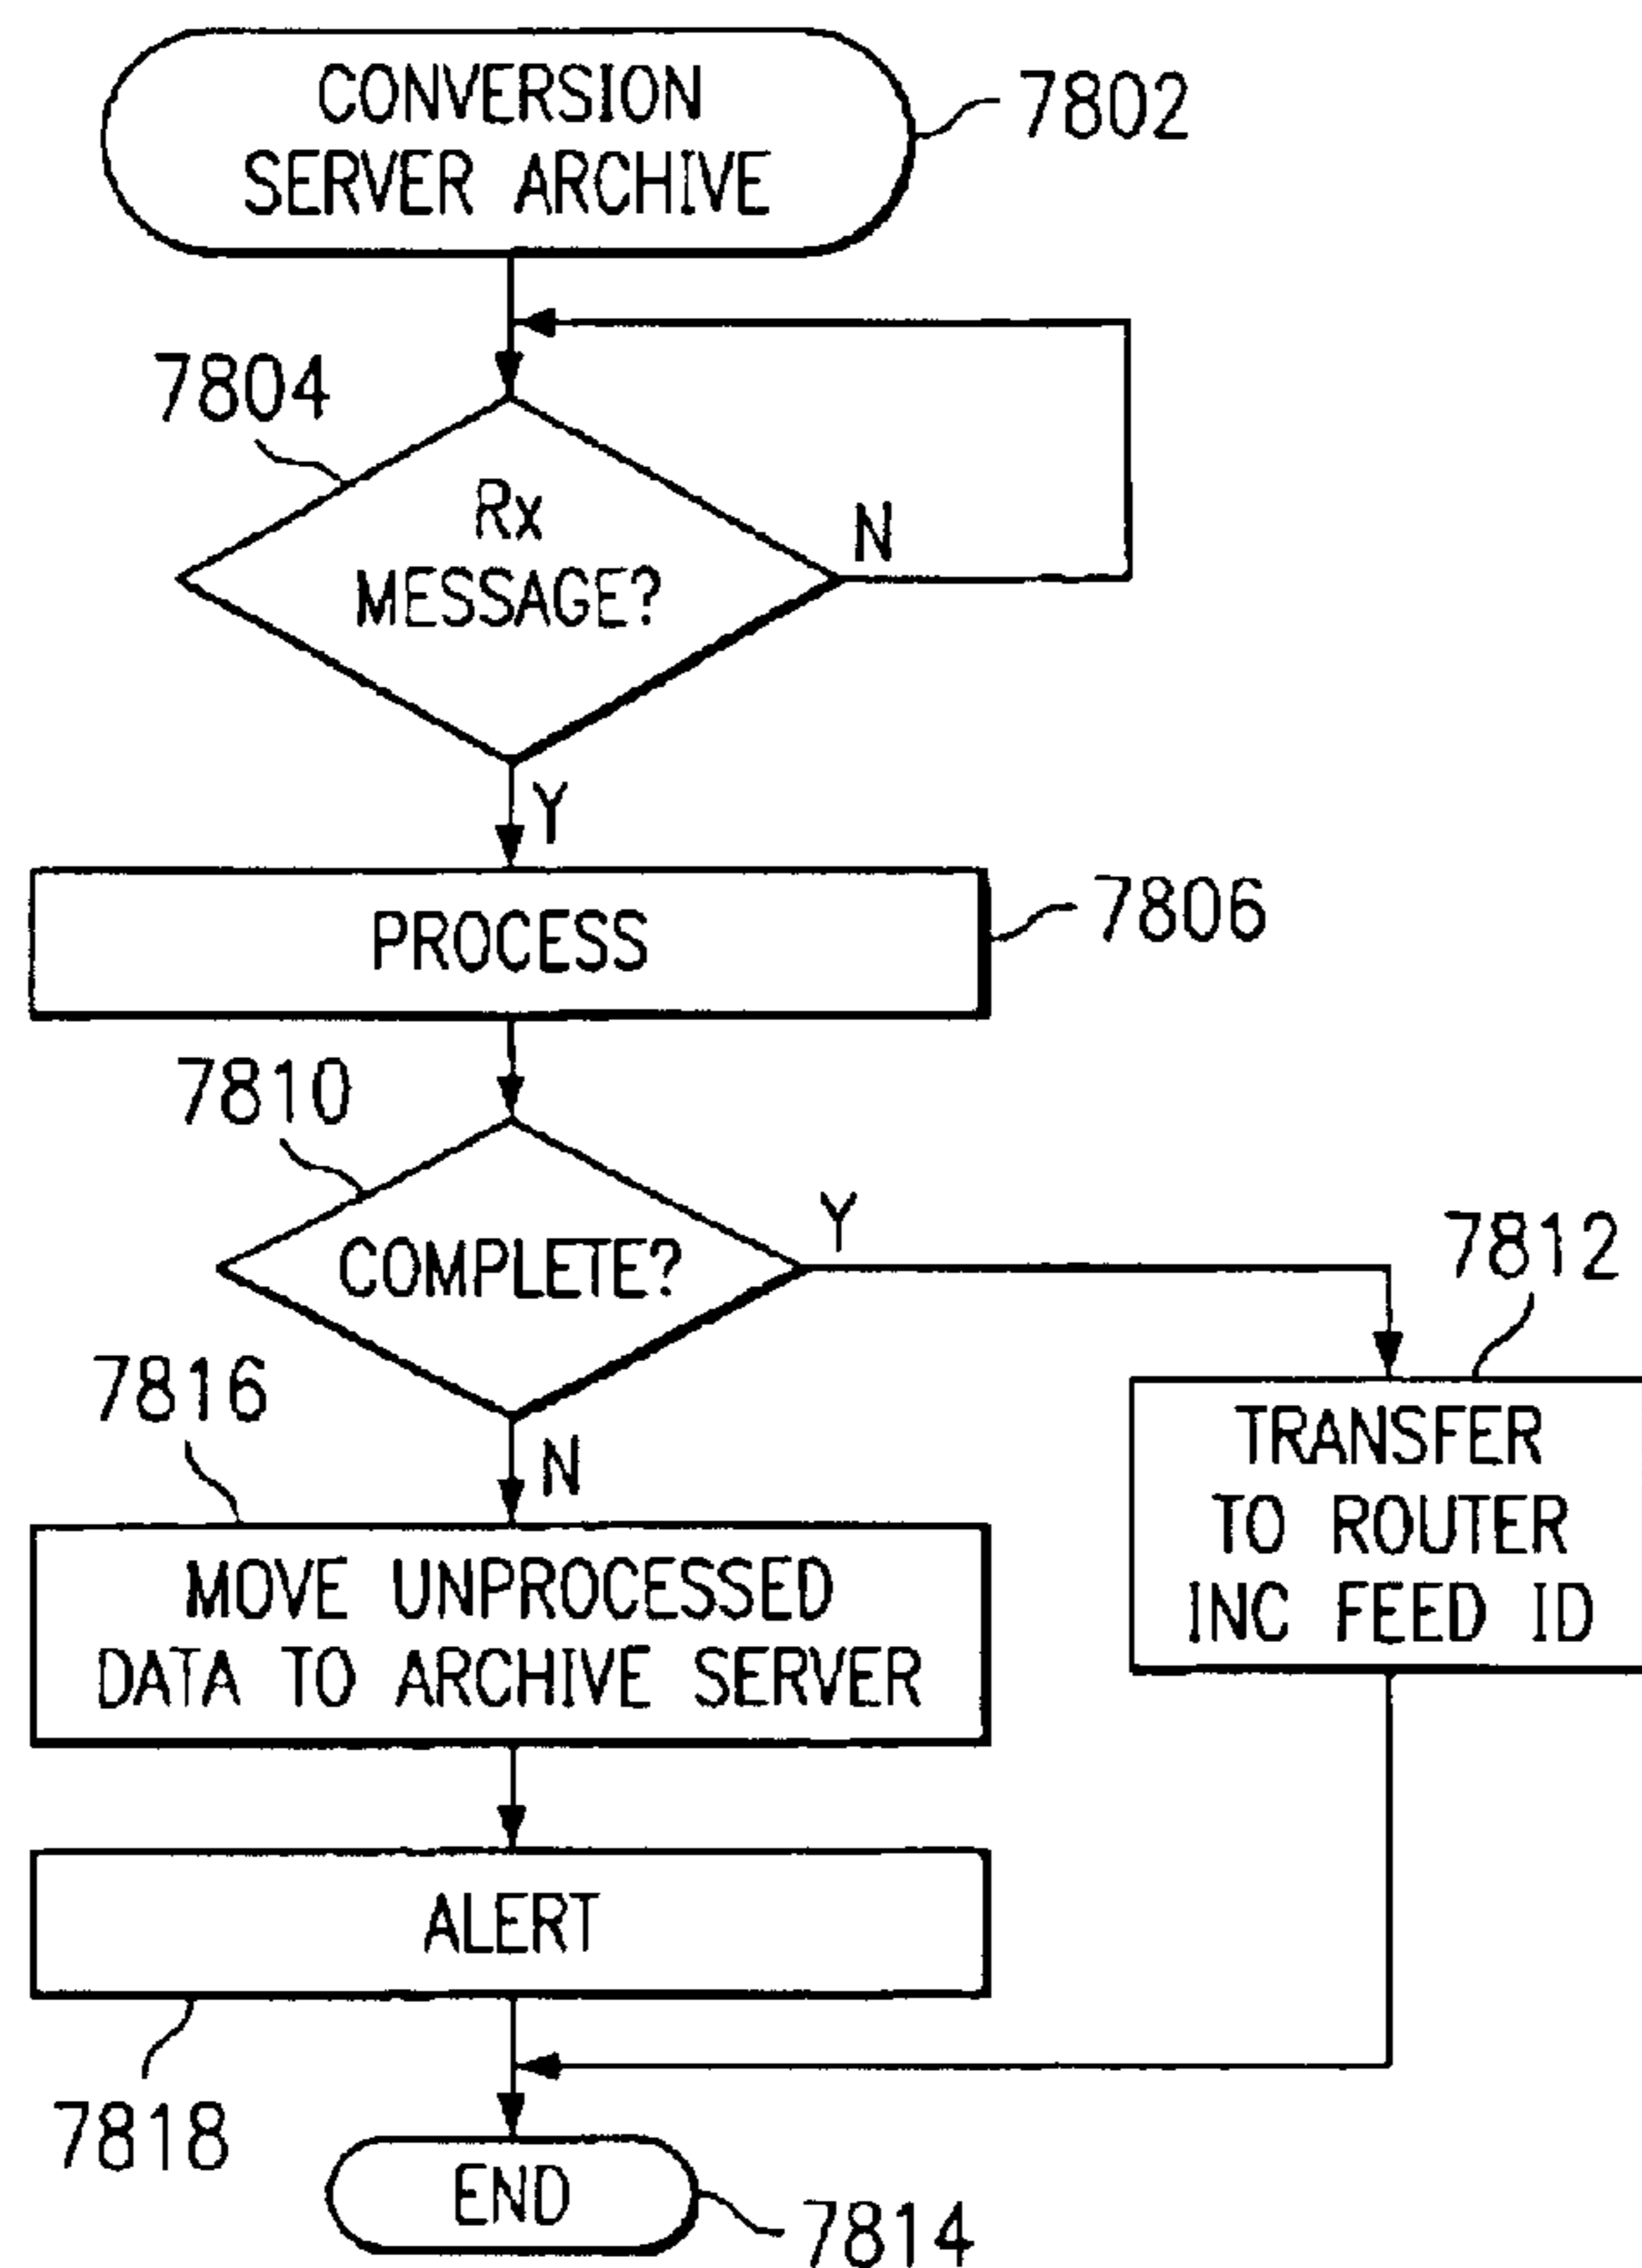 CONVERSION
SERVER ARCHIVE
7802
7804
Rx
MESSAGE?
N
Y
PROCESS
7806
7810
COMPLETE?
Y
7812
TRANSFER
TO ROUTER
INC FEED ID
N
7816
MOVE UNPROCESSED
DATA TO ARCHIVE SERVER
ALERT
7818
END
7814